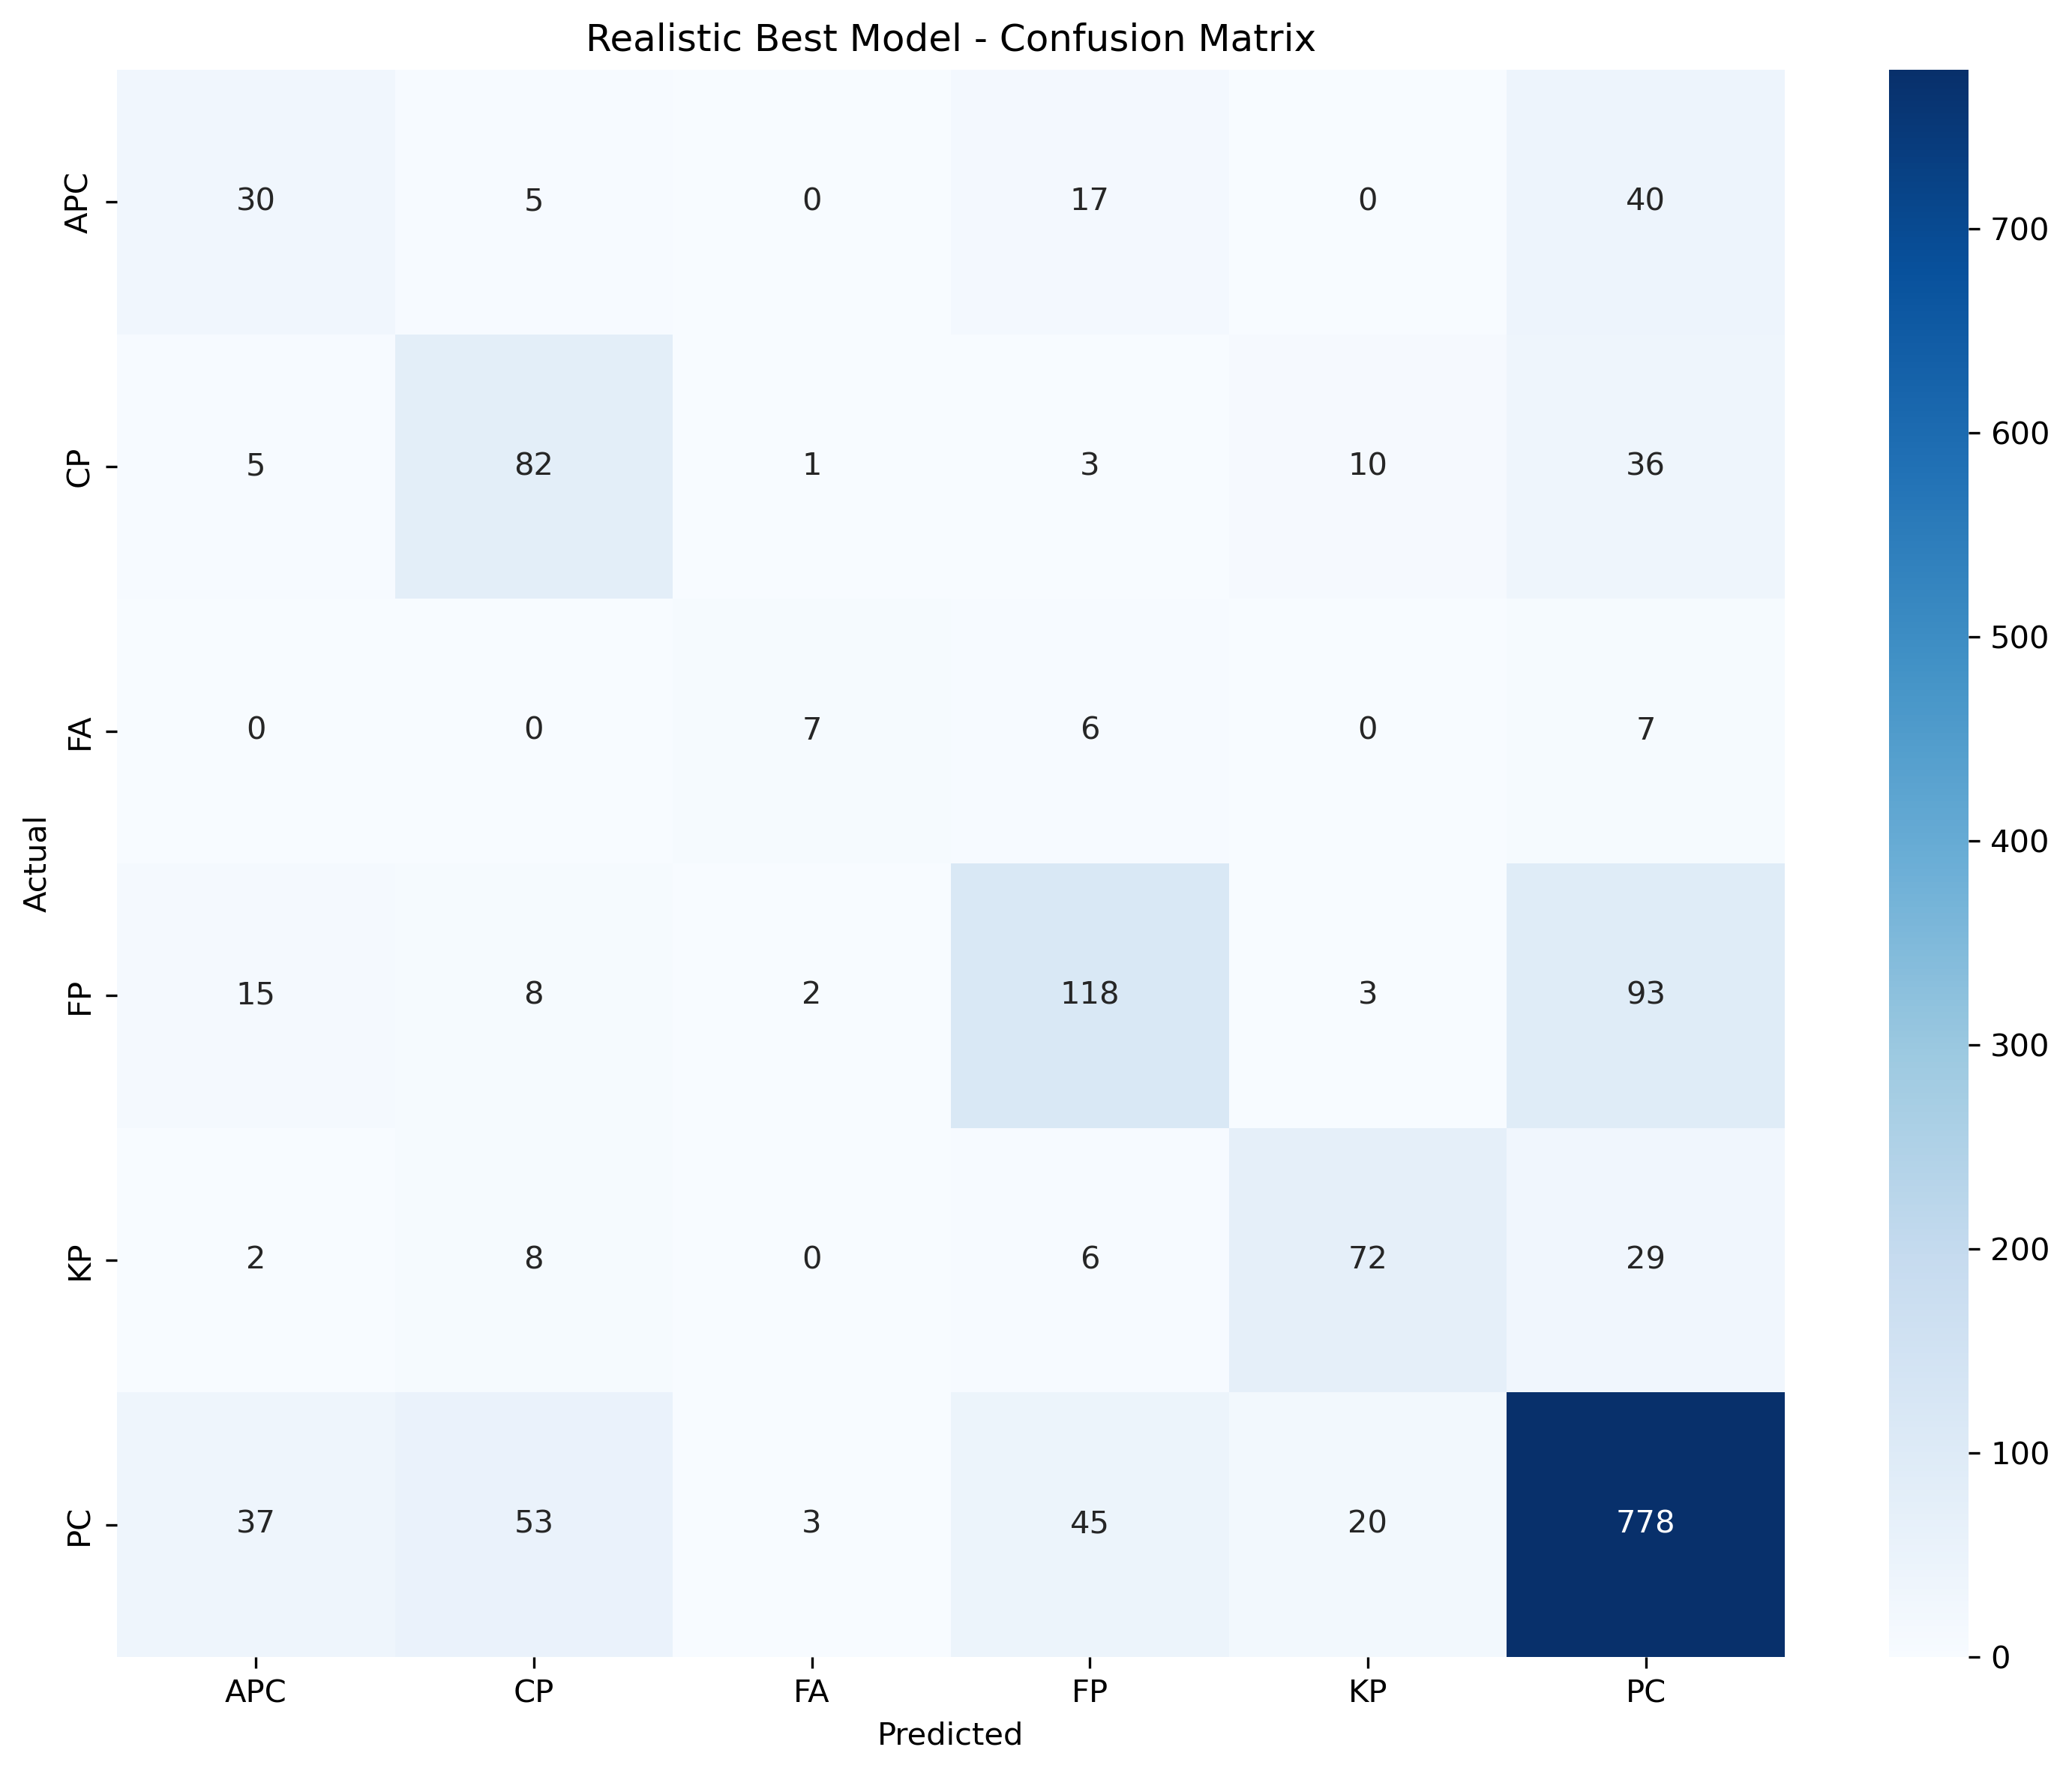 Realistic Best Model - Confusion Matrix
APC 30 5 0 17 0 40
CP 5 82 1 3 10 36
FA 0 0 7 6 0 7
FP 15 8 2 118 3 93
KP 2 8 0 6 72 29
PC 37 53 3 45 20 778
APC CP FA FP KP PC
Predicted
Actual
700
600
500
400
300
200
100
0